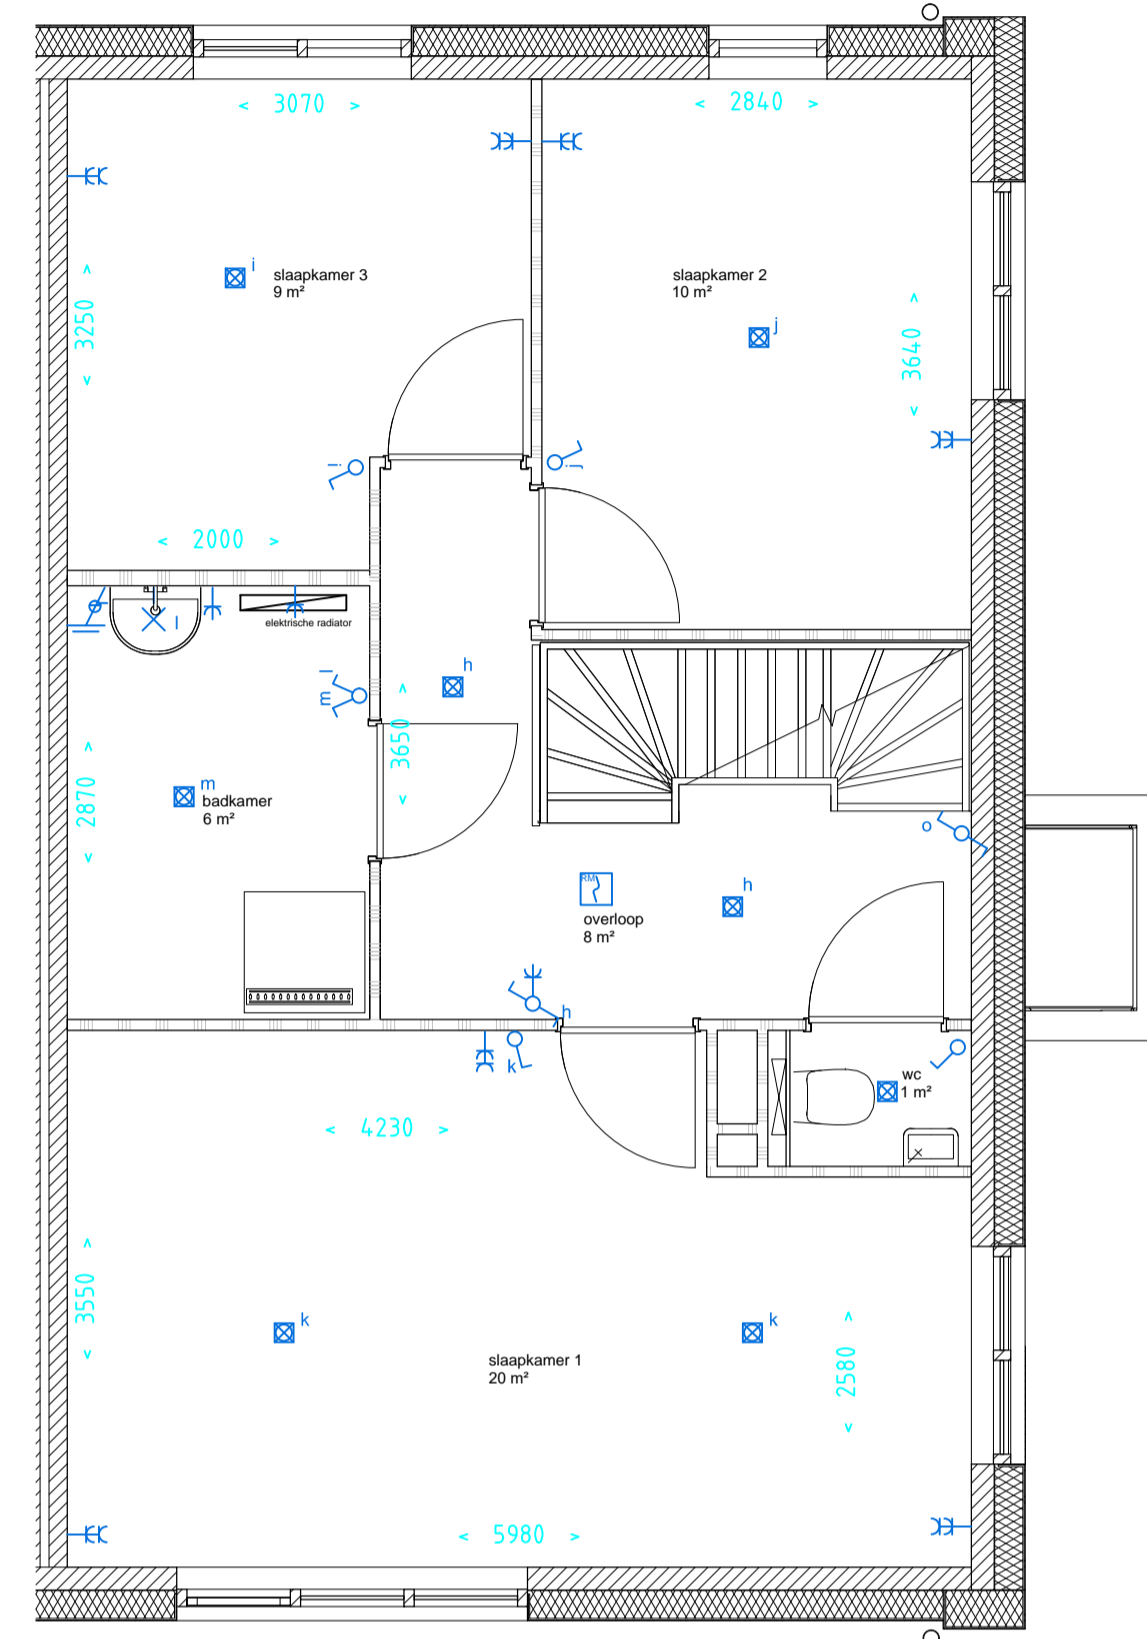 3070
2840
i
slaapkamer 3
9 m²
slaapkamer 2
10 m²
j
3250
3640
i
j
2000
l
elektrische radiator
h
l
m
3650
m
badkamer
6 m²
2870
o
RM
h
overloop
8 m²
h
k
wc
1 m²
4230
3550
k
k
2580
slaapkamer 1
20 m²
5980